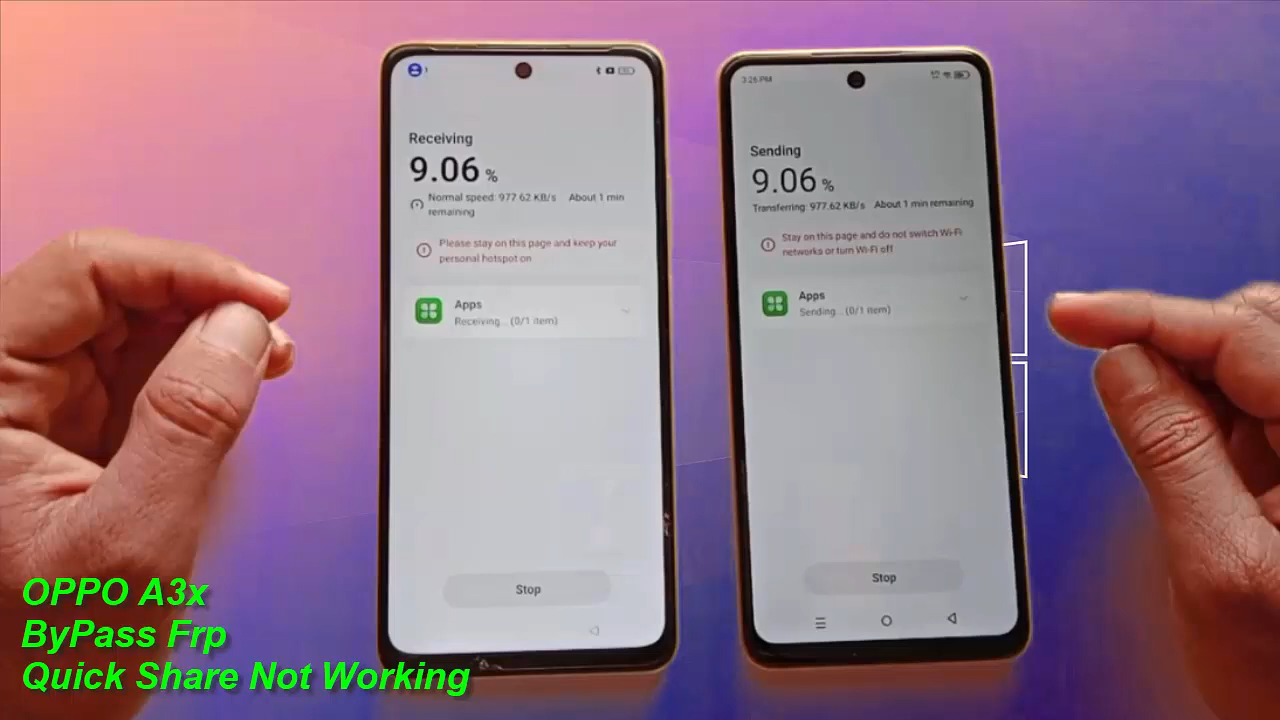 Receiving
9.06 %
Normal speed: 977.62 KB/s About 1 min
remaining
Please stay on this page and keep your
personal hotspot on
Apps
Receiving... (0/1 item)
Stop
3:26 PM
Sending
9.06 %
Transferring: 977.62 KB/s About 1 min remaining
Stay on this page and do not switch Wi-Fi
networks or turn Wi-Fi off
Apps
Sending... (0/1 item)
Stop
OPPO A3x
ByPass Frp
Quick Share Not Working